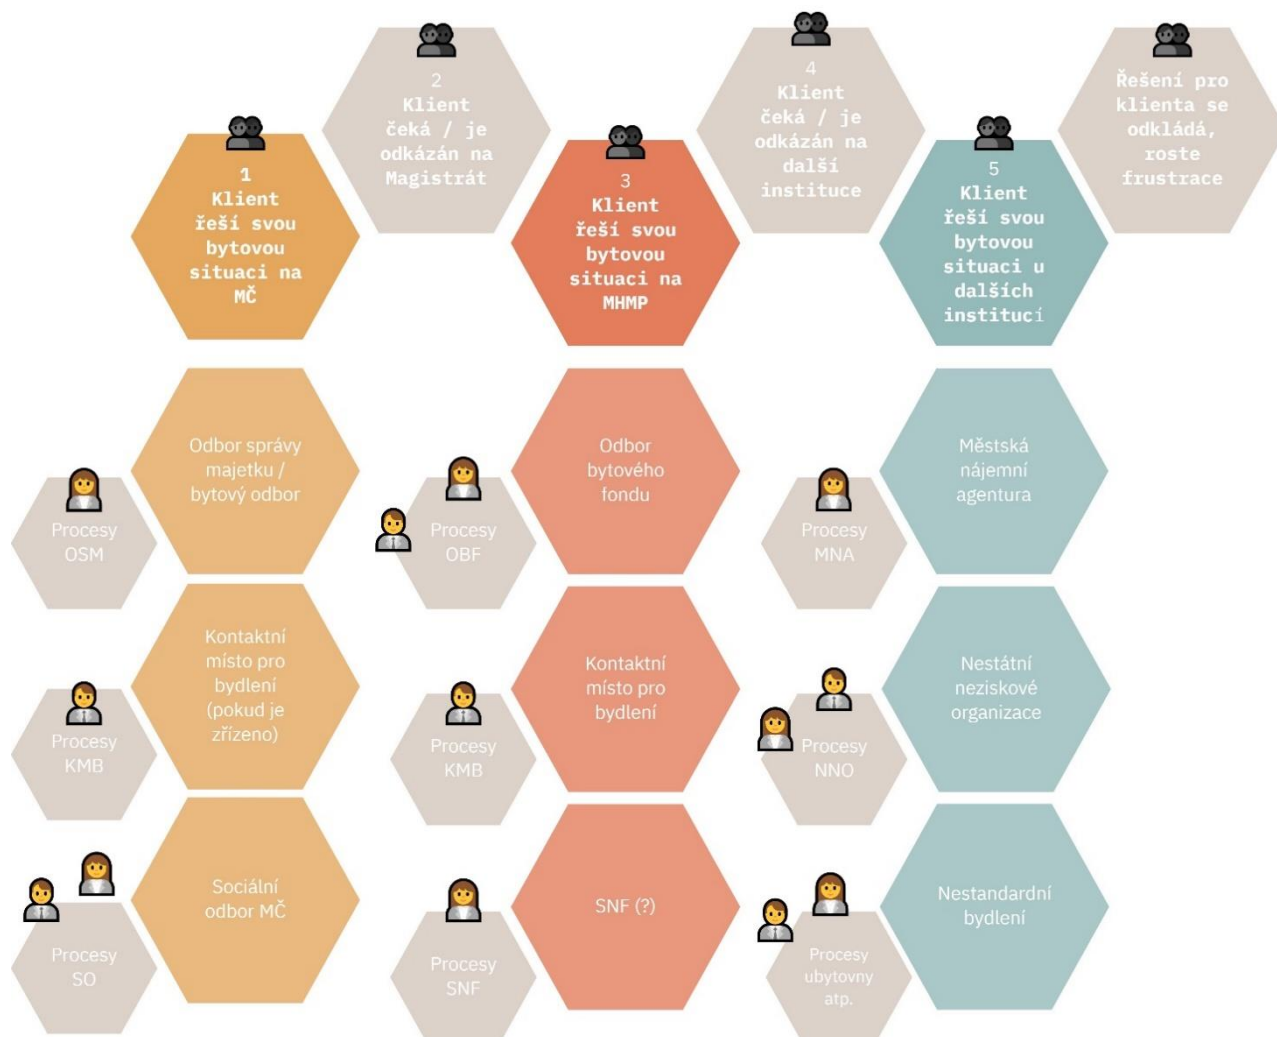 1
Klient
řeší svou
bytovou
situaci na
MČ
2
Klient
čeká / je
odkázán na
Magistrát
3
Klient
řeší svou
bytovou
situaci na
MHMP
4
Klient
čeká / je
odkázán na
další
instituce
5
Klient
řeší svou
bytovou
situaci u
dalších
institucí
Řešení pro
klienta se
odkládá,
roste
frustrace
Odbor správy
majetku /
bytový odbor
Procesy
OSM
Kontaktní
místo pro
bydlení
(pokud je
zřízeno)
Procesy
KMB
Sociální
odbor MČ
Procesy
SO
Odbor
bytového
fondu
Procesy
OBF
Kontaktní
místo pro
bydlení
Procesy
KMB
SNF (?)
Procesy
SNF
Městská
nájemní
agentura
Procesy
MNA
Nestátní
neziskové
organizace
Procesy
NNO
Nestandardní
bydlení
Procesy
ubytovny
atp.